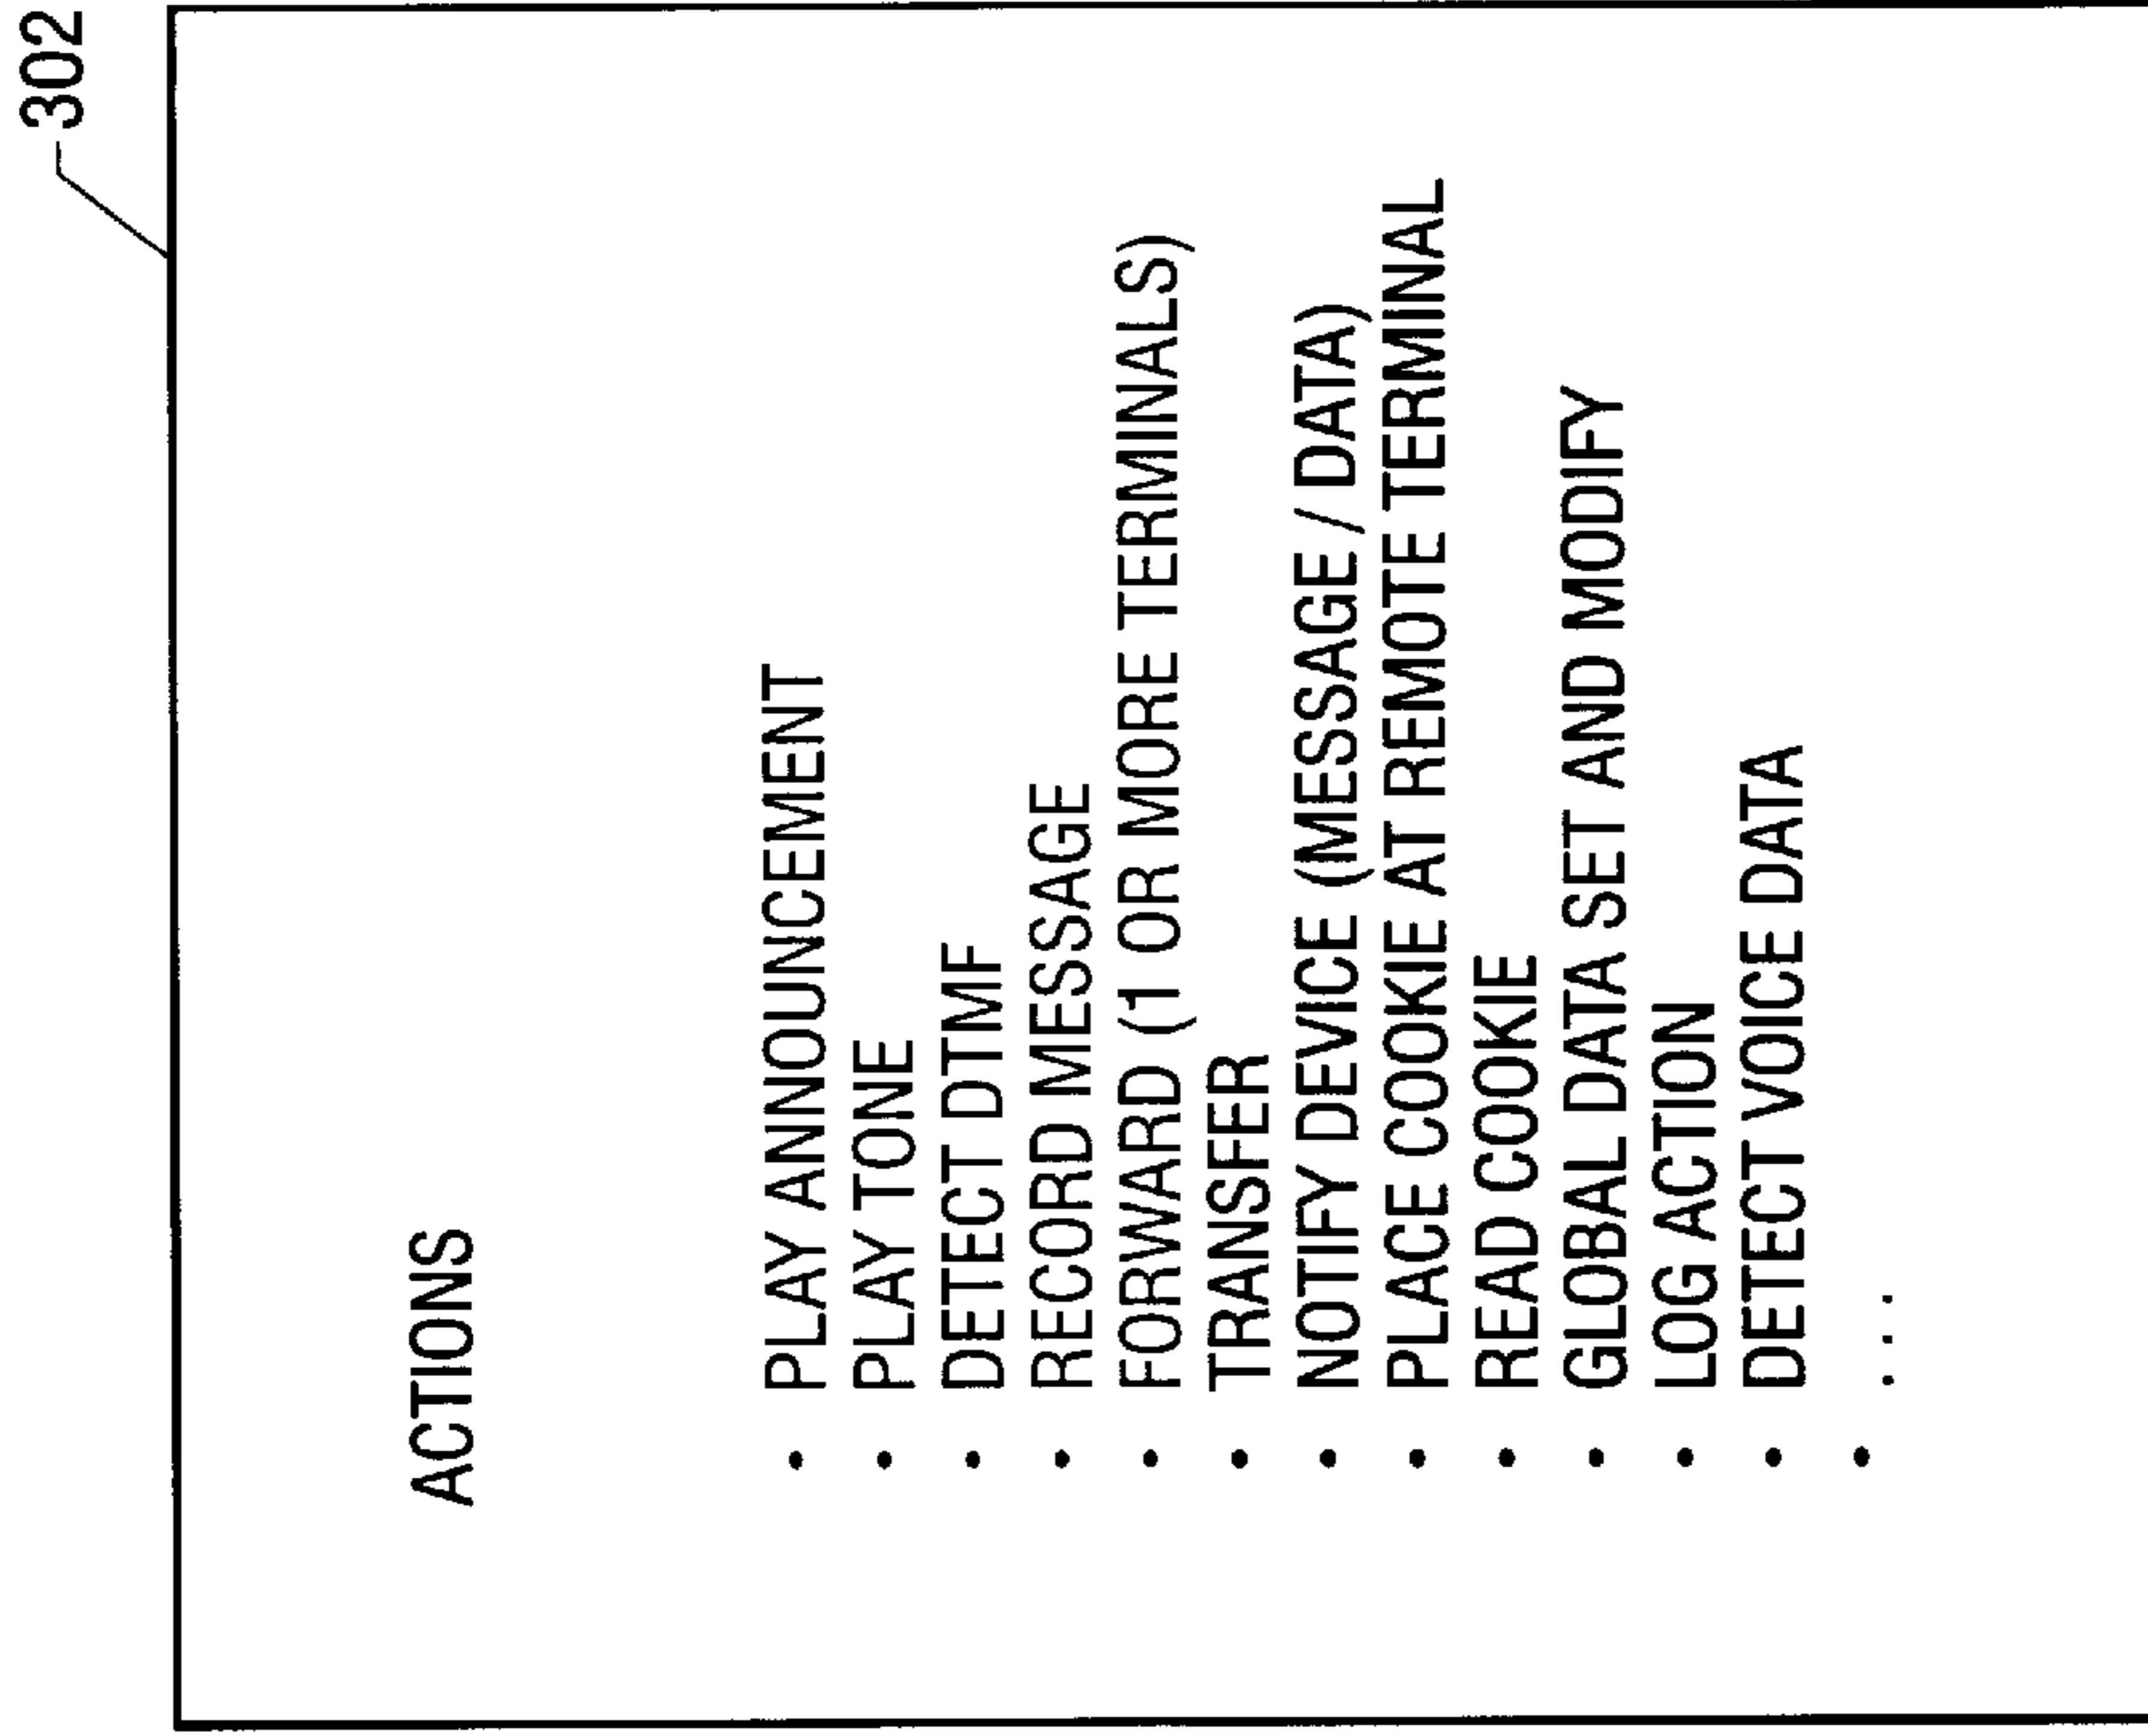 302
ACTIONS
• PLAY ANNOUNCEMENT
• PLAY TONE
• DETECT DTMF
• RECORD MESSAGE
• FORWARD (1 OR MORE TERMINALS)
• TRANSFER
• NOTIFY DEVICE (MESSAGE / DATA)
• PLACE COOKIE AT REMOTE TERMINAL
• READ COOKIE
• GLOBAL DATA SET AND MODIFY
• LOG ACTION
• DETECT VOICE DATA
• ...